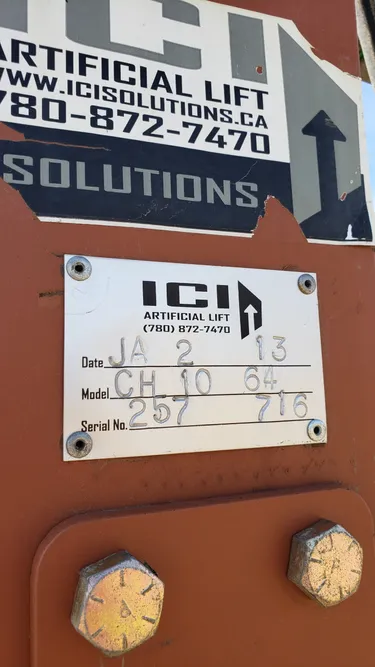 ICI
ARTIFICIAL LIFT
WWW.ICISOLUTIONS.CA
780-872-7470
SOLUTIONS
ICI
ARTIFICIAL LIFT
(780) 872-7470
Date JA 2 13
Model CH 10 64
Serial No. 257 716